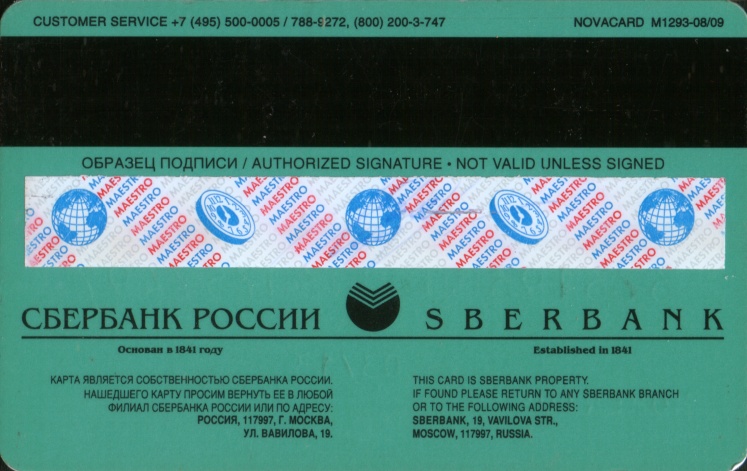 CUSTOMER SERVICE +7 (495) 500-0005 / 788-9272, (800) 200-3-747 NOVACARD M1293-08/09
ОБРАЗЕЦ ПОДПИСИ / AUTHORIZED SIGNATURE • NOT VALID UNLESS SIGNED
MAESTRO MAESTRO MAESTRO MAESTRO MAESTRO
СБЕРБАНК РОССИИ SBERBANK
Основан в 1841 году Established in 1841
КАРТА ЯВЛЯЕТСЯ СОБСТВЕННОСТЬЮ СБЕРБАНКА РОССИИ.
НАШЕДШЕГО КАРТУ ПРОСИМ ВЕРНУТЬ ЕЕ В ЛЮБОЙ
ФИЛИАЛ СБЕРБАНКА РОССИИ ИЛИ ПО АДРЕСУ:
РОССИЯ, 117997, Г. МОСКВА,
УЛ. ВАВИЛОВА, 19.
THIS CARD IS SBERBANK PROPERTY.
IF FOUND PLEASE RETURN TO ANY SBERBANK BRANCH
OR TO THE FOLLOWING ADDRESS:
SBERBANK, 19, VAVILOVA STR.,
MOSCOW, 117997, RUSSIA.